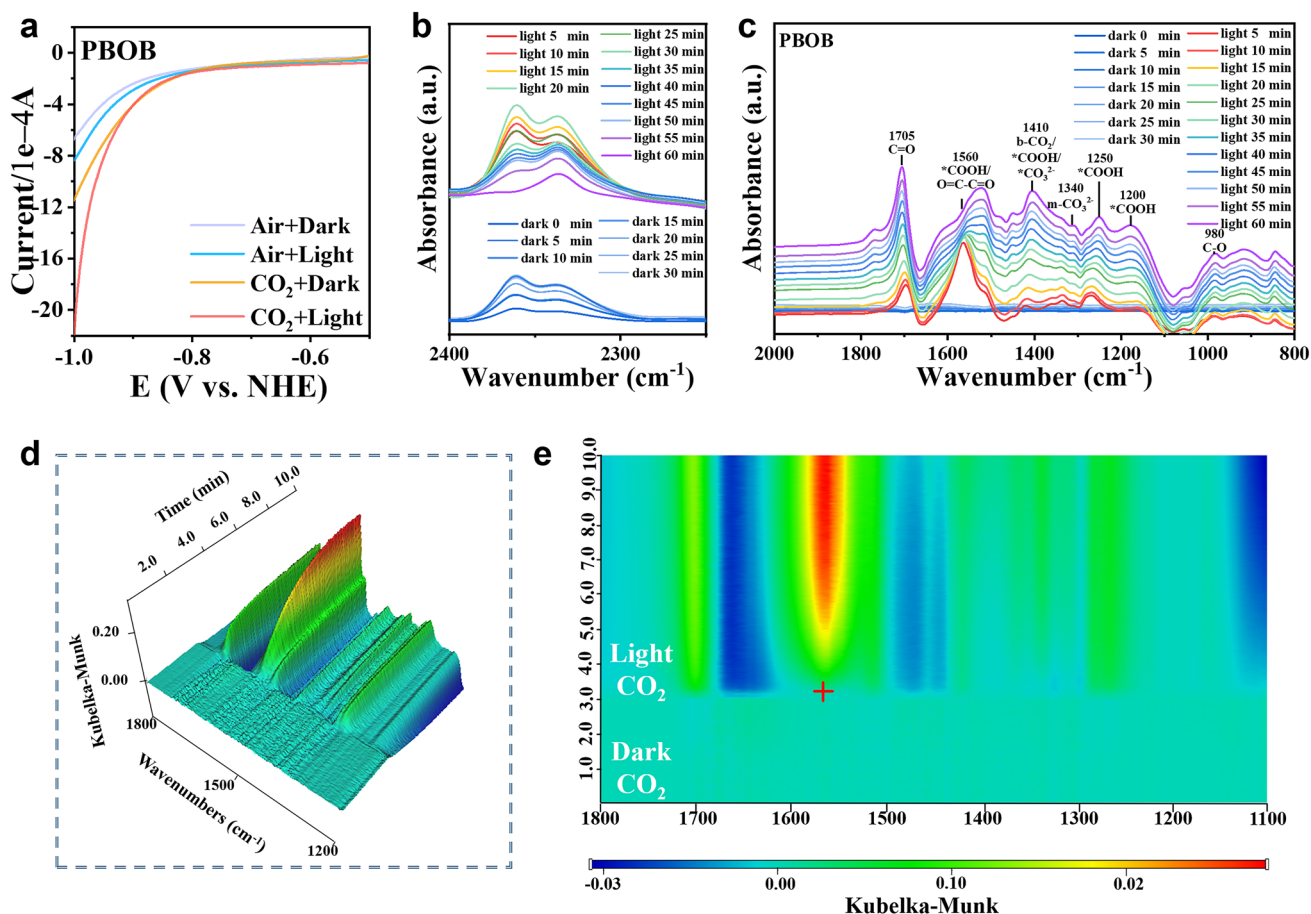 a
PBOB
0
-4
-8
-12
-16
-20
Current/1e−4A
Air+Dark
Air+Light
CO2+Dark
CO2+Light
-1.0
-0.8
-0.6
E (V vs. NHE)
b
light 5 min
light 10 min
light 15 min
light 20 min
light 25 min
light 30 min
light 35 min
light 40 min
light 45 min
light 50 min
light 55 min
light 60 min
dark 0 min
dark 5 min
dark 10 min
dark 15 min
dark 20 min
dark 25 min
dark 30 min
Absorbance (a.u.)
2400
2300
Wavenumber (cm-1)
c
PBOB
dark 0 min
dark 5 min
dark 10 min
dark 15 min
dark 20 min
dark 25 min
dark 30 min
light 5 min
light 10 min
light 15 min
light 20 min
light 25 min
light 30 min
light 35 min
light 40 min
light 45 min
light 50 min
light 55 min
light 60 min
1705
C=O
1560
*COOH/
O=C-C=O
1410
b-CO2/
*COOH/
*CO32-
1340
m-CO32-
1250
*COOH
1200
*COOH
980
C-O
Absorbance (a.u.)
2000
1800
1600
1400
1200
1000
800
Wavenumber (cm-1)
d
Time (min)
2.0
4.0
6.0
8.0
10.0
Kubelka-Munk
0.20
0.00
1800
1500
1200
Wavenumbers (cm-1)
e
10.0
9.0
8.0
7.0
6.0
5.0
4.0
3.0
2.0
1.0
Light
CO2
Dark
CO2
1800
1700
1600
1500
1400
1300
1200
1100
-0.03
0.00
0.10
0.02
Kubelka-Munk